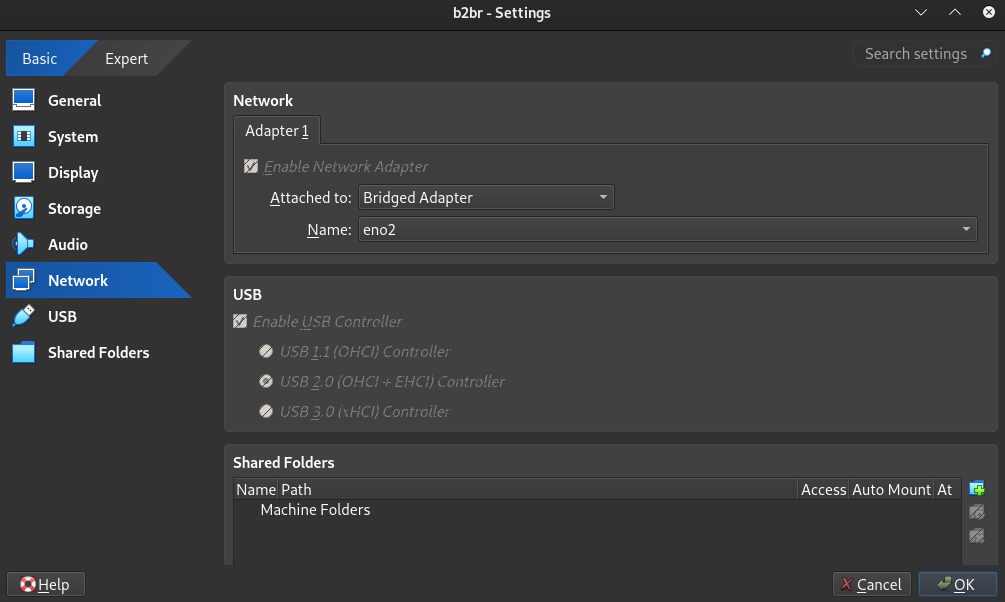 b2br - Settings
Basic
Expert
Search settings
General
System
Display
Storage
Audio
Network
USB
Shared Folders
Network
Adapter 1
Enable Network Adapter
Attached to: Bridged Adapter
Name: eno2
USB
Enable USB Controller
USB 1.1 (OHCI) Controller
USB 2.0 (OHCI + EHCI) Controller
USB 3.0 (xHCI) Controller
Shared Folders
Name Path Access Auto Mount At
Machine Folders
Help
Cancel
OK